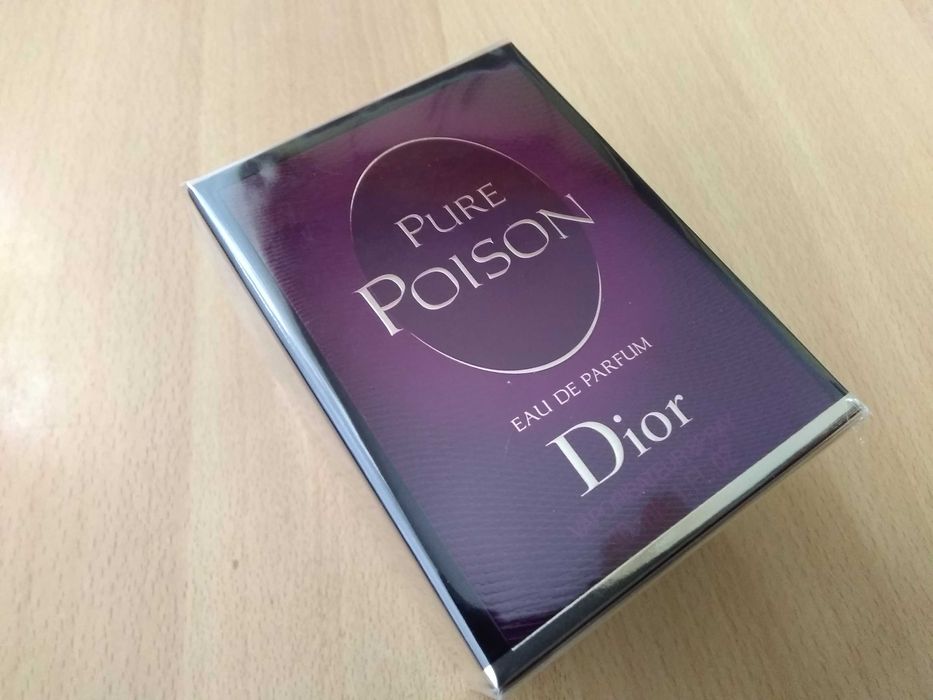 PURE
POISON
EAU DE PARFUM
Dior